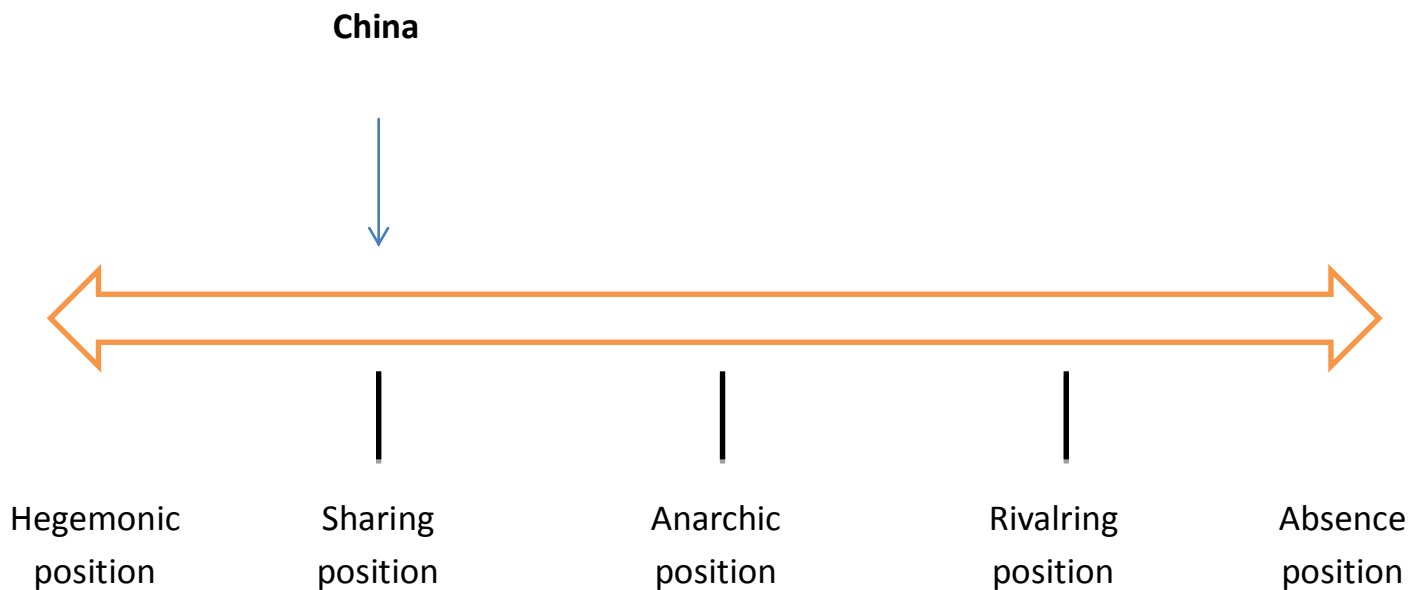 China
Hegemonic position
Sharing position
Anarchic position
Rivalring position
Absence position